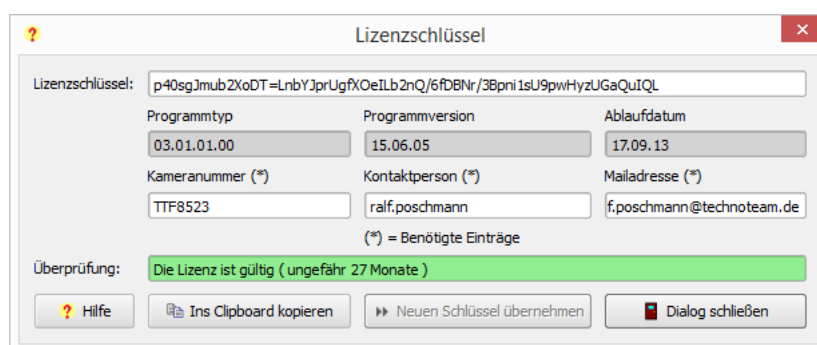 Lizenzschlüssel
Lizenzschlüssel: p40sgJmub2XoDT=LnbYJprUgfXOeILb2nQ/6fDBNr/3Bpni1sU9pwHyzUGaQuIQL
Programmtyp Programmversion Ablaufdatum
03.01.01.00 15.06.05 17.09.13
Kameranummer (*) Kontaktperson (*) Mailadresse (*)
TTF8523 ralf.poschmann f.poschmann@technoteam.de
(*) = Benötigte Einträge
Überprüfung: Die Lizenz ist gültig ( ungefähr 27 Monate )
? Hilfe Ins Clipboard kopieren Neuen Schlüssel übernehmen Dialog schließen